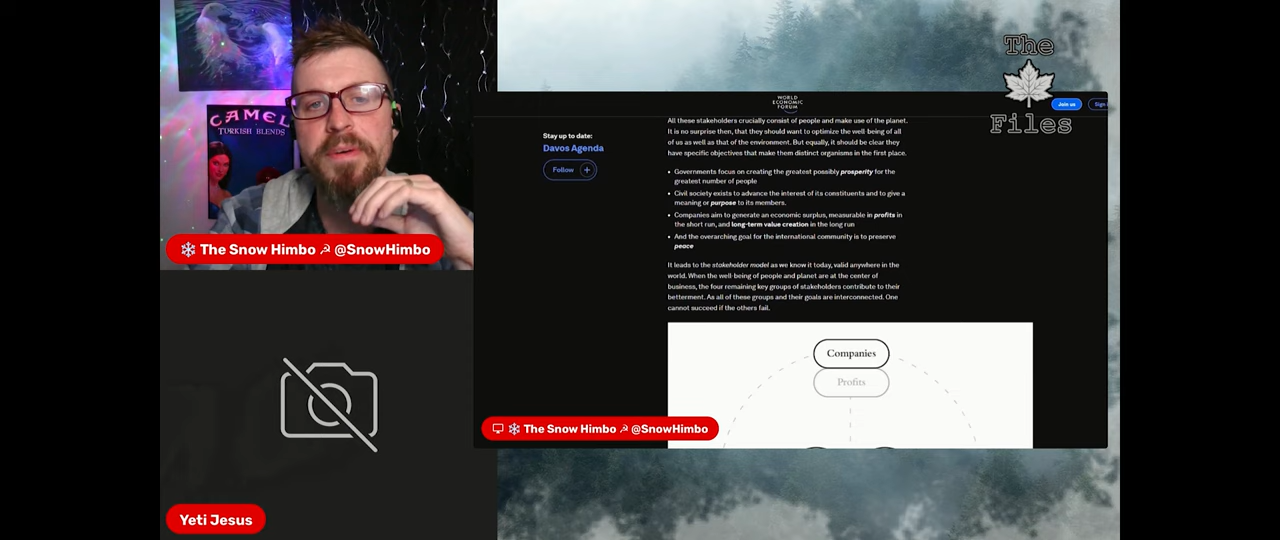 CAMEL
TURKISH BLENDS
❄️ The Snow Himbo ☭ @SnowHimbo
Yeti Jesus
The
Files
WORLD
ECONOMIC
FORUM
Join us
Sign
Stay up to date:
Davos Agenda
Follow +
All these stakeholders crucially consist of people and make use of the planet.
It is no surprise then, that they should want to optimize the well-being of all
of us as well as that of the environment. But equally, it should be clear they
have specific objectives that make them distinct organisms in the first place.
• Governments focus on creating the greatest possibly prosperity for the
greatest number of people
• Civil society exists to advance the interest of its constituents and to give a
meaning or purpose to its members.
• Companies aim to generate an economic surplus, measurable in profits in
the short run, and long-term value creation in the long run
• And the overarching goal for the international community is to preserve
peace
It leads to the stakeholder model as we know it today, valid anywhere in the
world. When the well-being of people and planet are at the center of
business, the four remaining key groups of stakeholders contribute to their
betterment. As all of these groups and their goals are interconnected. One
cannot succeed if the others fail.
Companies
Profits
❄️ The Snow Himbo ☭ @SnowHimbo